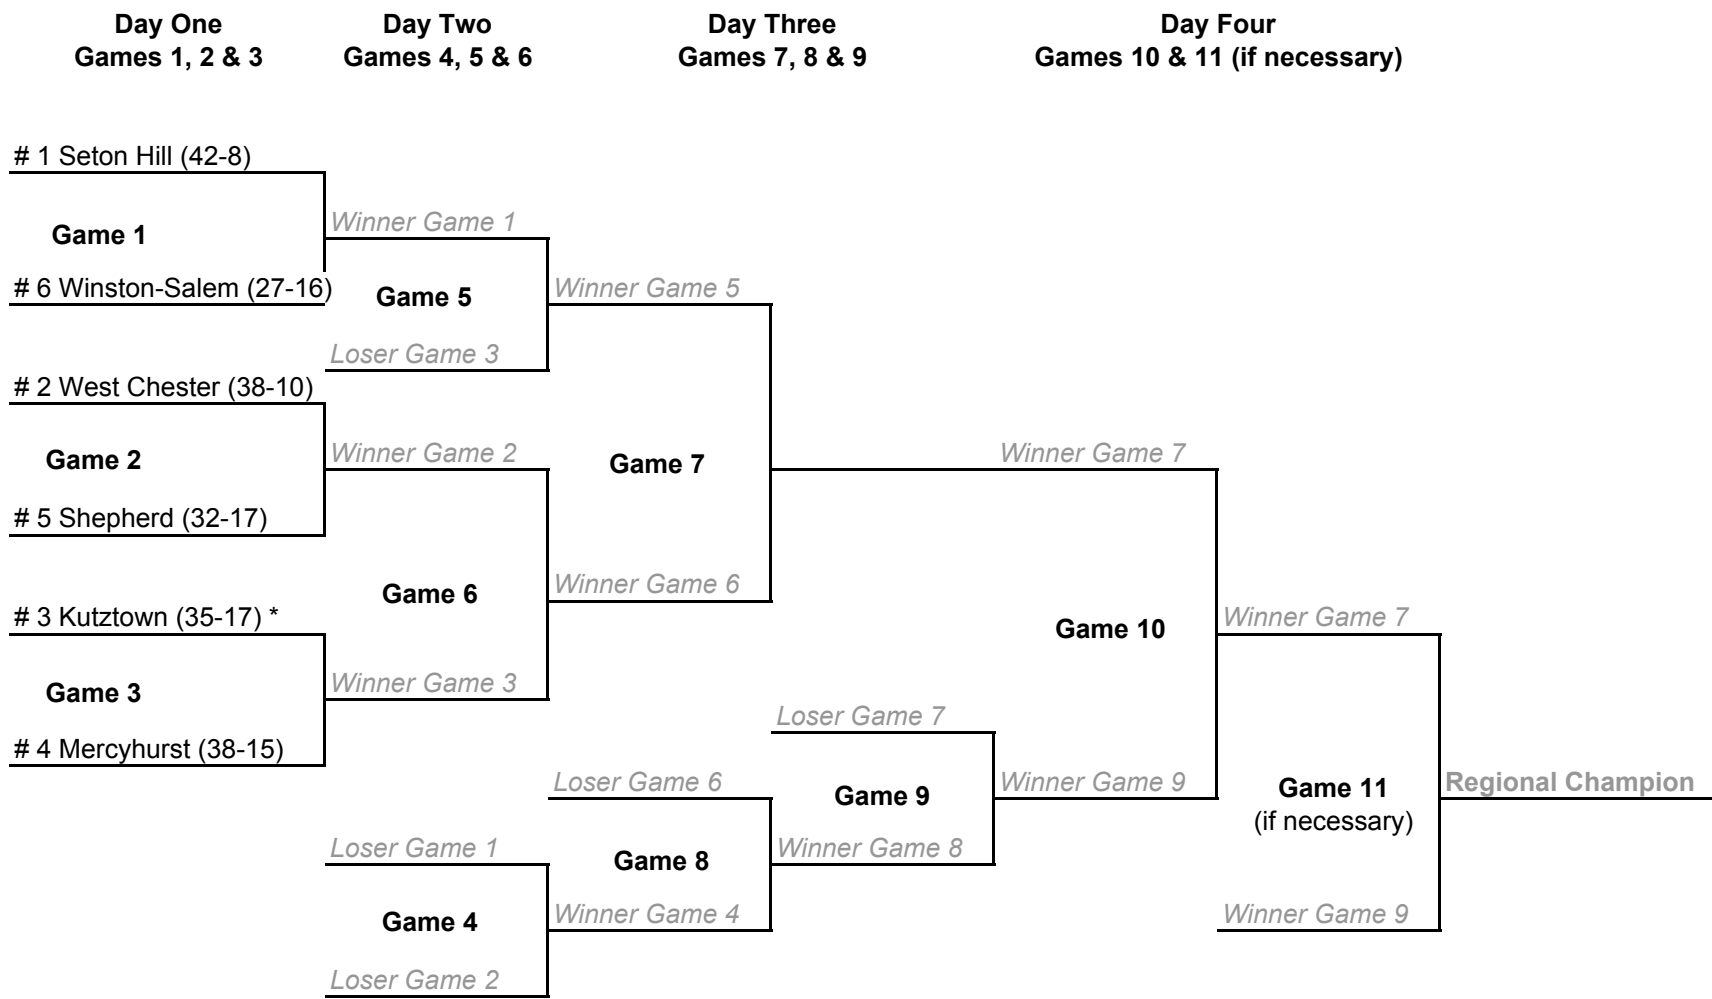 Day One
Games 1, 2 & 3
Day Two
Games 4, 5 & 6
Day Three
Games 7, 8 & 9
Day Four
Games 10 & 11 (if necessary)
# 1 Seton Hill (42-8)
Game 1
# 6 Winston-Salem (27-16)
# 2 West Chester (38-10)
Game 2
# 5 Shepherd (32-17)
# 3 Kutztown (35-17) *
Game 3
# 4 Mercyhurst (38-15)
Winner Game 1
Game 5
Loser Game 3
Winner Game 2
Game 6
Winner Game 3
Loser Game 1
Game 4
Loser Game 2
Winner Game 5
Game 7
Winner Game 6
Loser Game 6
Game 8
Winner Game 4
Loser Game 7
Game 9
Winner Game 8
Winner Game 7
Game 10
Winner Game 9
Winner Game 7
Game 11
(if necessary)
Winner Game 9
Regional Champion